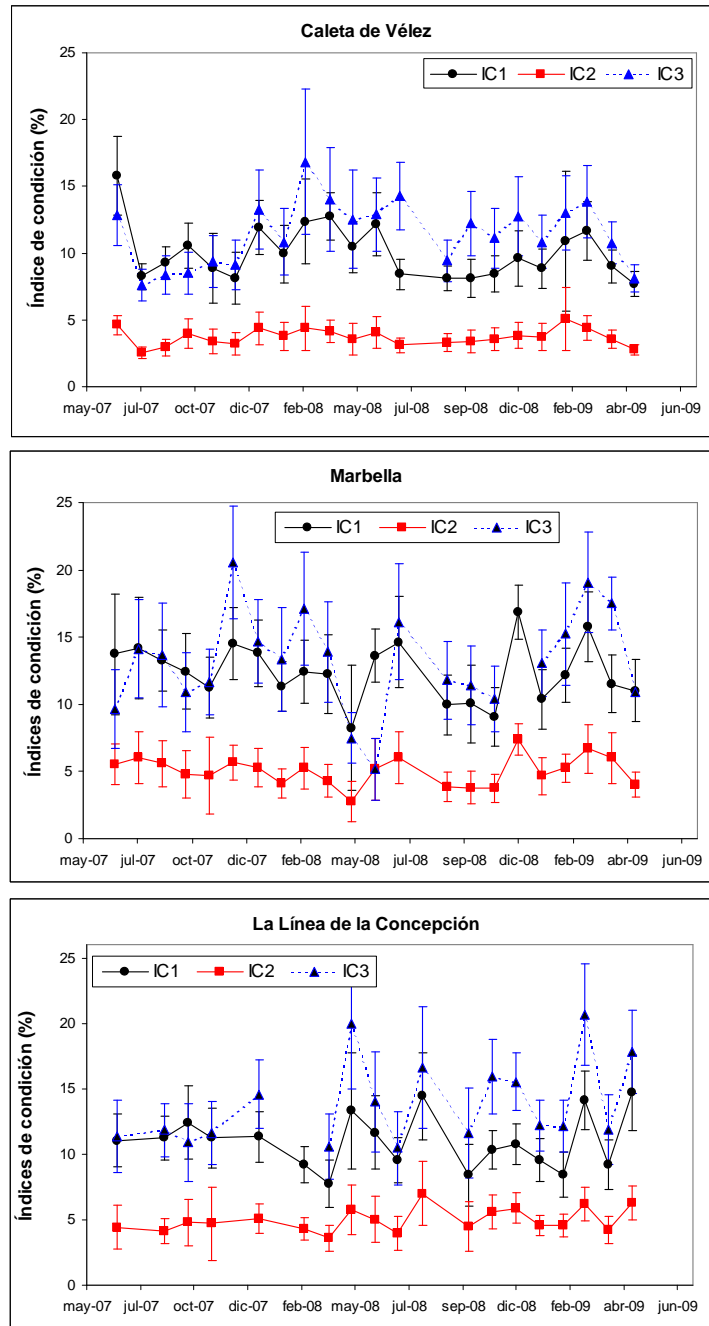 Caleta de Vélez
IC1 IC2 IC3
Índice de condición (%)
25
20
15
10
5
0
may-07 jul-07 oct-07 dic-07 feb-08 may-08 jul-08 sep-08 dic-08 feb-09 abr-09 jun-09
Marbella
IC1 IC2 IC3
Índices de condición (%)
25
20
15
10
5
0
may-07 jul-07 oct-07 dic-07 feb-08 may-08 jul-08 sep-08 dic-08 feb-09 abr-09 jun-09
La Línea de la Concepción
IC1 IC2 IC3
Índices de condición (%)
25
20
15
10
5
0
may-07 jul-07 oct-07 dic-07 feb-08 may-08 jul-08 sep-08 dic-08 feb-09 abr-09 jun-09